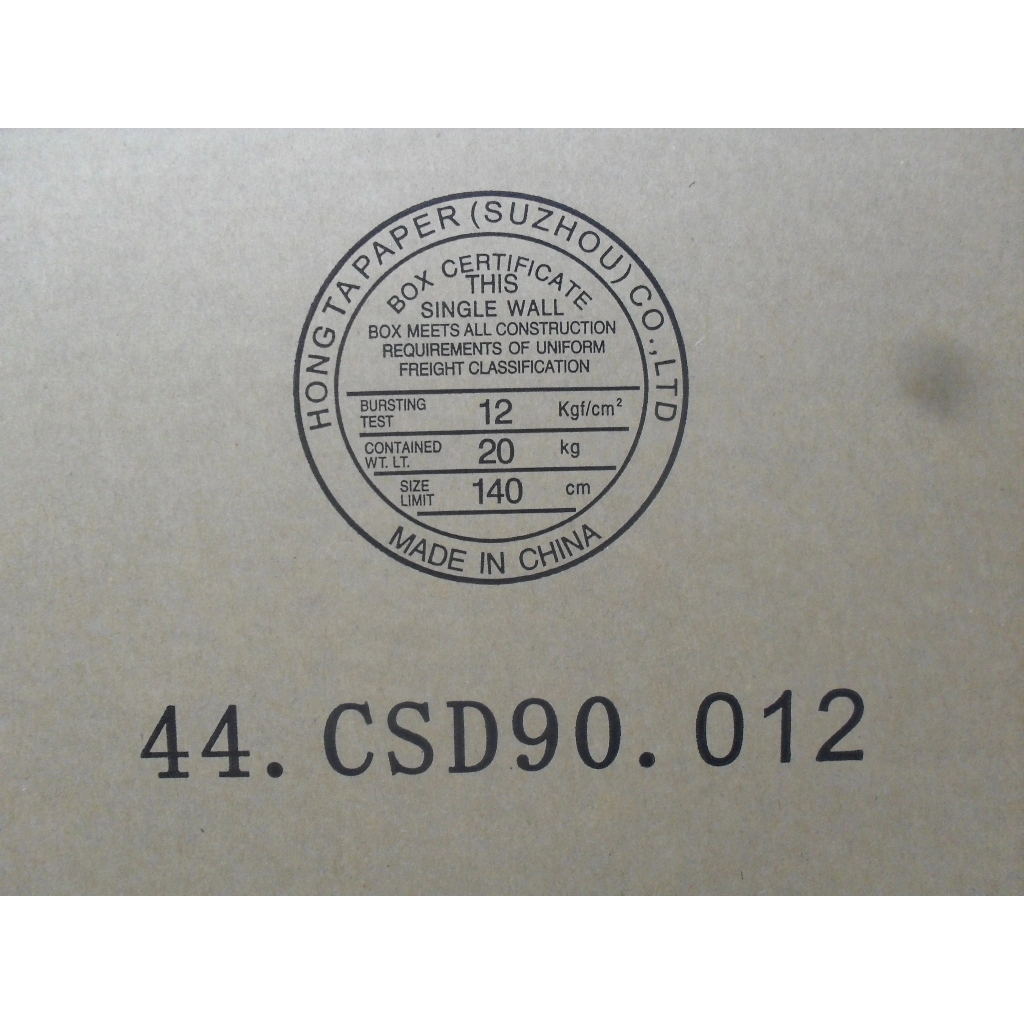 HONG TA PAPER (SUZHOU) CO.,LTD
BOX CERTIFICATE
THIS
SINGLE WALL
BOX MEETS ALL CONSTRUCTION
REQUIREMENTS OF UNIFORM
FREIGHT CLASSIFICATION
BURSTING TEST 12 Kgf/cm²
CONTAINED WT. LT. 20 kg
SIZE LIMIT 140 cm
MADE IN CHINA
44.CSD90.012